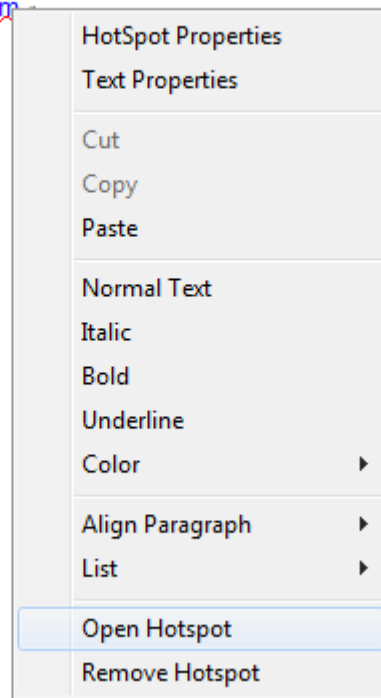 m
HotSpot Properties
Text Properties
Cut
Copy
Paste
Normal Text
Italic
Bold
Underline
Color
Align Paragraph
List
Open Hotspot
Remove Hotspot